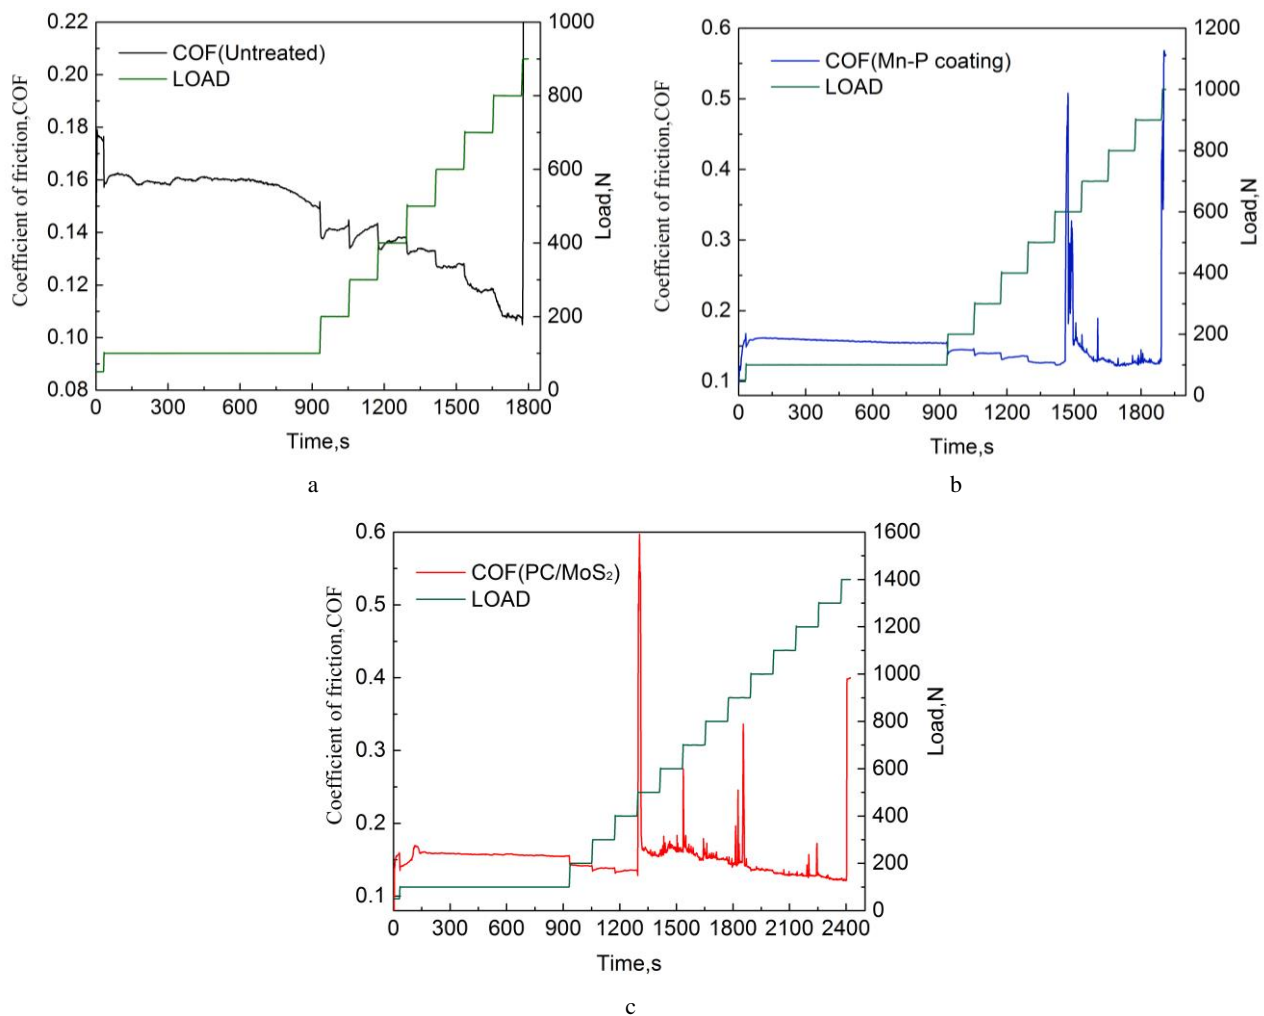 0.22
0.20
0.18
0.16
0.14
0.12
0.10
0.08
Coefficient of friction,COF
COF(Untreated)
LOAD
1000
800
600
400
200
0
Load,N
0 300 600 900 1200 1500 1800
Time,s
a
0.6
0.5
0.4
0.3
0.2
0.1
Coefficient of friction,COF
COF(Mn-P coating)
LOAD
1200
1000
800
600
400
200
0
Load,N
0 300 600 900 1200 1500 1800
Time,s
b
0.6
0.5
0.4
0.3
0.2
0.1
Coefficient of friction,COF
COF(PC/MoS₂)
LOAD
1600
1400
1200
1000
800
600
400
200
0
Load,N
0 300 600 900 1200 1500 1800 2100 2400
Time,s
c